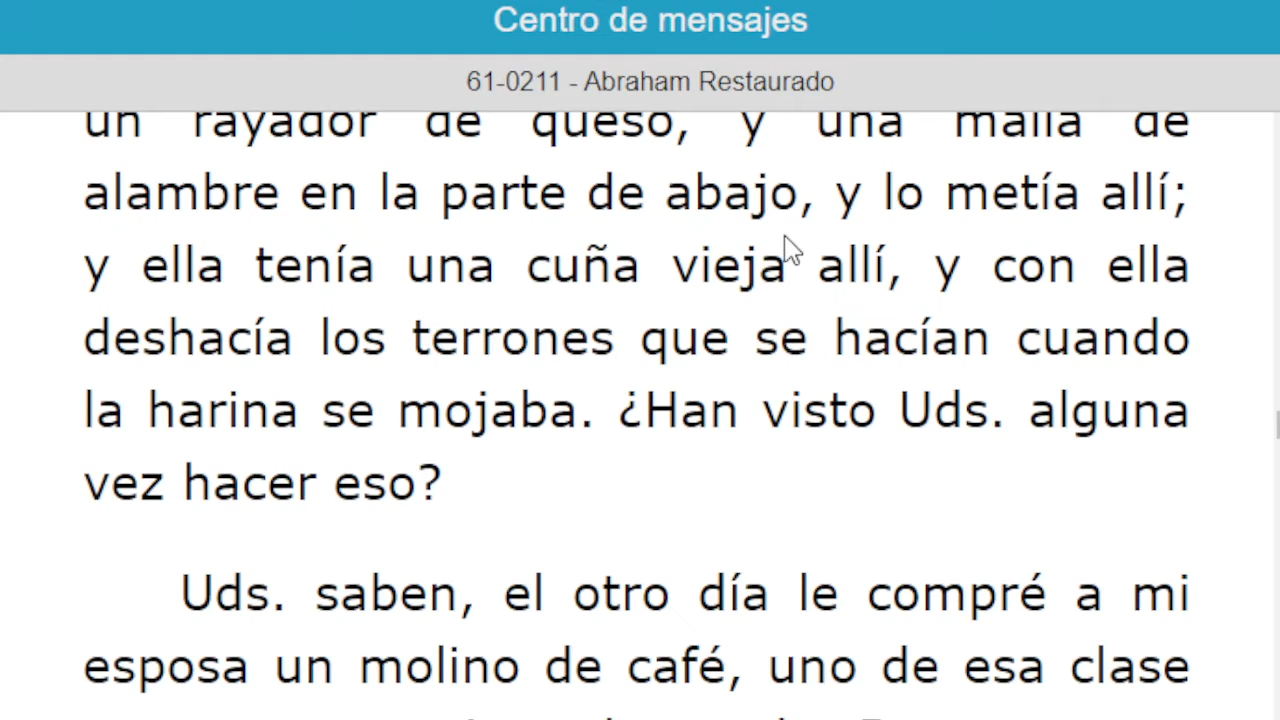 Centro de mensajes
61-0211 - Abraham Restaurado
un rayador de queso, y una malla de
alambre en la parte de abajo, y lo metía allí;
y ella tenía una cuña vieja allí, y con ella
deshacía los terrones que se hacían cuando
la harina se mojaba. ¿Han visto Uds. alguna
vez hacer eso?
Uds. saben, el otro día le compré a mi
esposa un molino de café, uno de esa clase